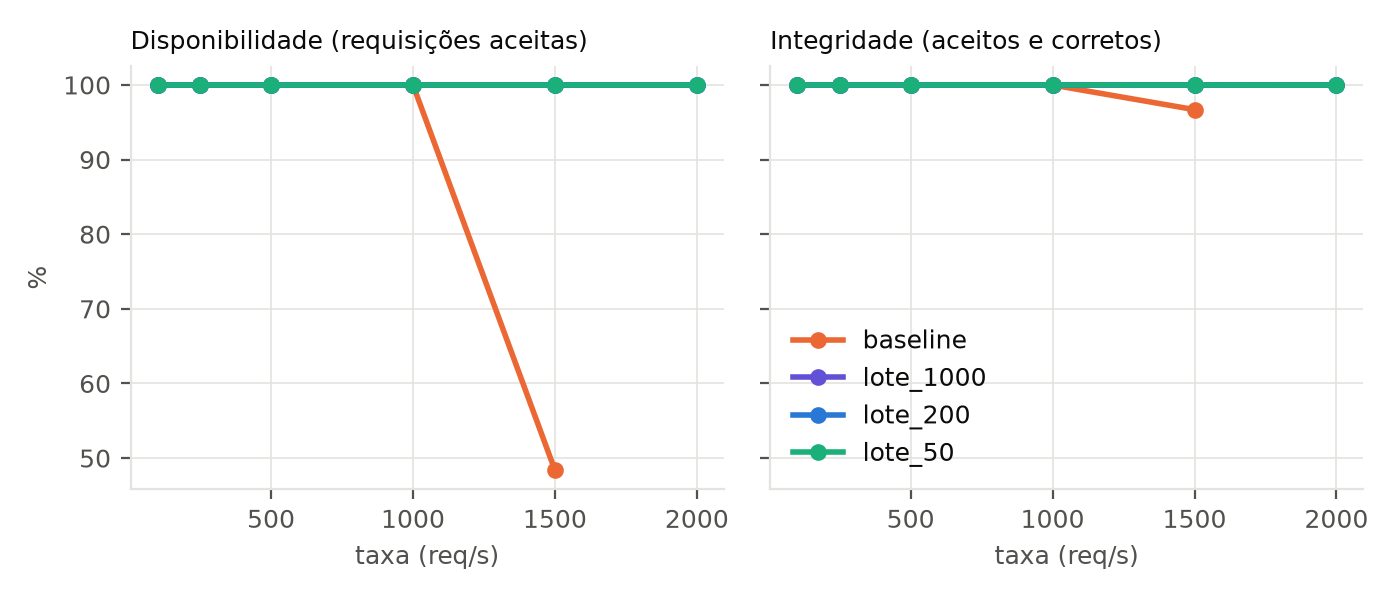 Disponibilidade (requisições aceitas)
100
90
80
70
60
50
%
500
1000
1500
2000
taxa (req/s)
Integridade (aceitos e corretos)
baseline
lote_1000
lote_200
lote_50
500
1000
1500
2000
taxa (req/s)